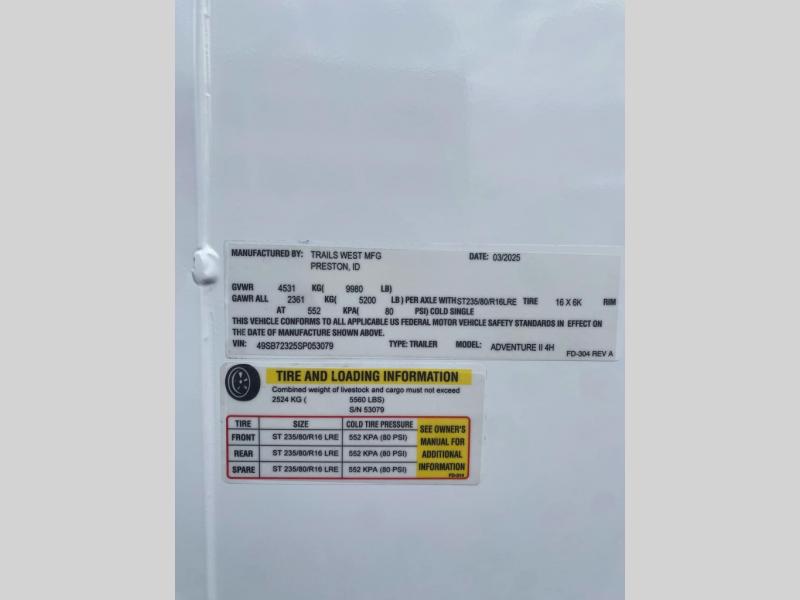 MANUFACTURED BY: TRAILS WEST MFG DATE: 03/2025
PRESTON, ID
GVWR 4531 KG( 9980 LB)
GAWR ALL 2361 KG( 5200 LB) PER AXLE WITH ST235/80/R16LRE TIRE 16 X 6K RIM
AT 552 KPA( 80 PSI) COLD SINGLE
THIS VEHICLE CONFORMS TO ALL APPLICABLE US FEDERAL MOTOR VEHICLE SAFETY STANDARDS IN EFFECT ON
THE DATE OF MANUFACTURE SHOWN ABOVE.
VIN: 49SB72325SP053079 TYPE: TRAILER MODEL: ADVENTURE II 4H
FD-304 REV A
TIRE AND LOADING INFORMATION
Combined weight of livestock and cargo must not exceed
2524 KG ( 5560 LBS)
S/N 53079
TIRE SIZE COLD TIRE PRESSURE
FRONT ST 235/80/R16 LRE 552 KPA (80 PSI)
REAR ST 235/80/R16 LRE 552 KPA (80 PSI)
SPARE ST 235/80/R16 LRE 552 KPA (80 PSI)
SEE OWNER'S
MANUAL FOR
ADDITIONAL
INFORMATION